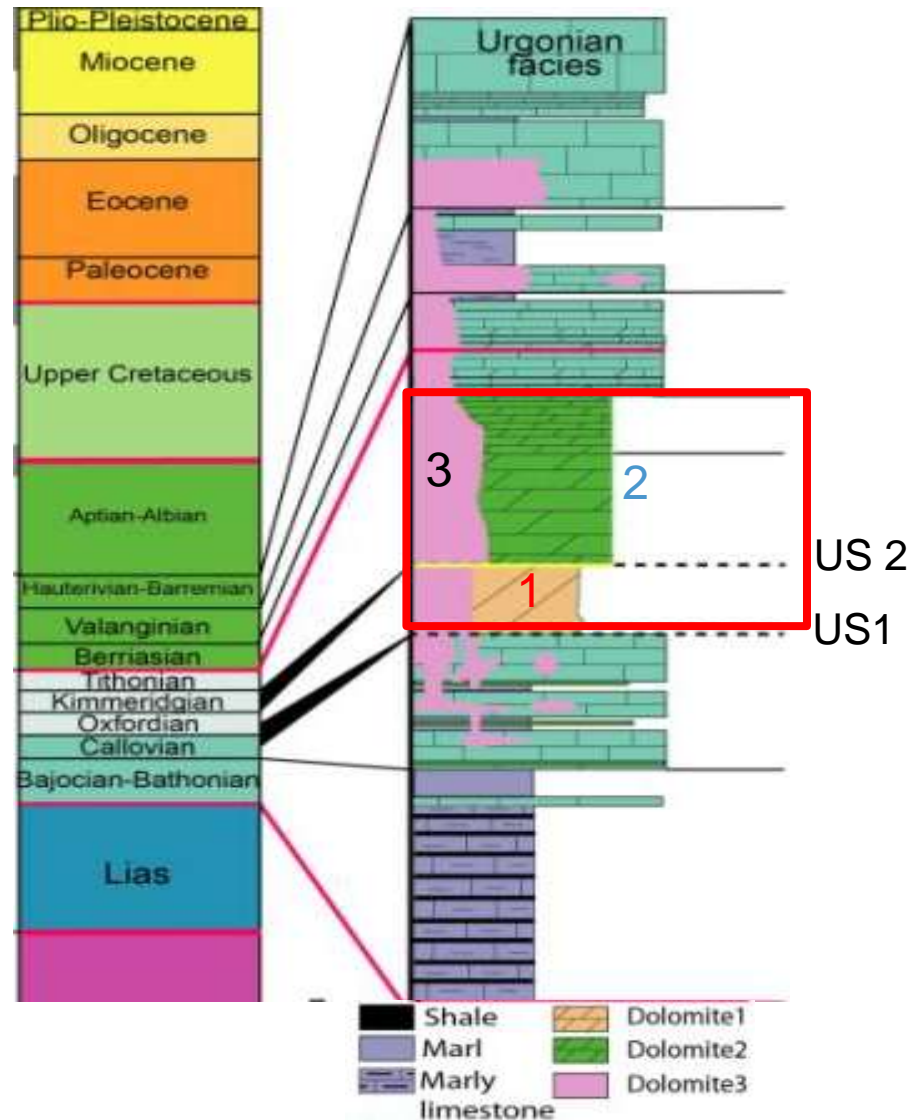 Plio-Pleistocene
Miocene
Oligocene
Eocene
Paleocene
Upper Cretaceous
Aptian-Albian
Hauterivian-Barremian
Valanginian
Berriasian
Tithonian
Kimmeridgian
Oxfordian
Callovian
Bajocian-Bathonian
Lias
Urgonian
facies
3
2
1
US 2
US1
Shale
Marl
Marly
limestone
Dolomite1
Dolomite2
Dolomite3